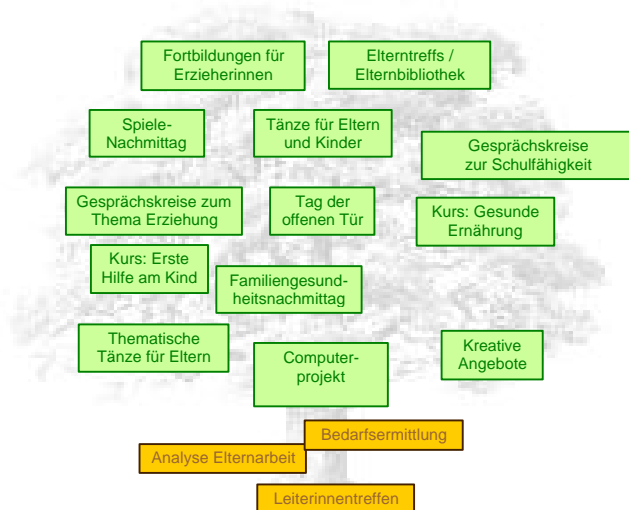 Fortbildungen für
Erzieherinnen
Elterntreffs /
Elternbibliothek
Spiele-
Nachmittag
Tänze für Eltern
und Kinder
Gesprächskreise
zur Schulfähigkeit
Gesprächskreise zum
Thema Erziehung
Tag der
offenen Tür
Kurs: Gesunde
Ernährung
Kurs: Erste
Hilfe am Kind
Familiengesund-
heitsnachmittag
Thematische
Tänze für Eltern
Computer-
projekt
Kreative
Angebote
Bedarfsermittlung
Analyse Elternarbeit
Leiterinnentreffen